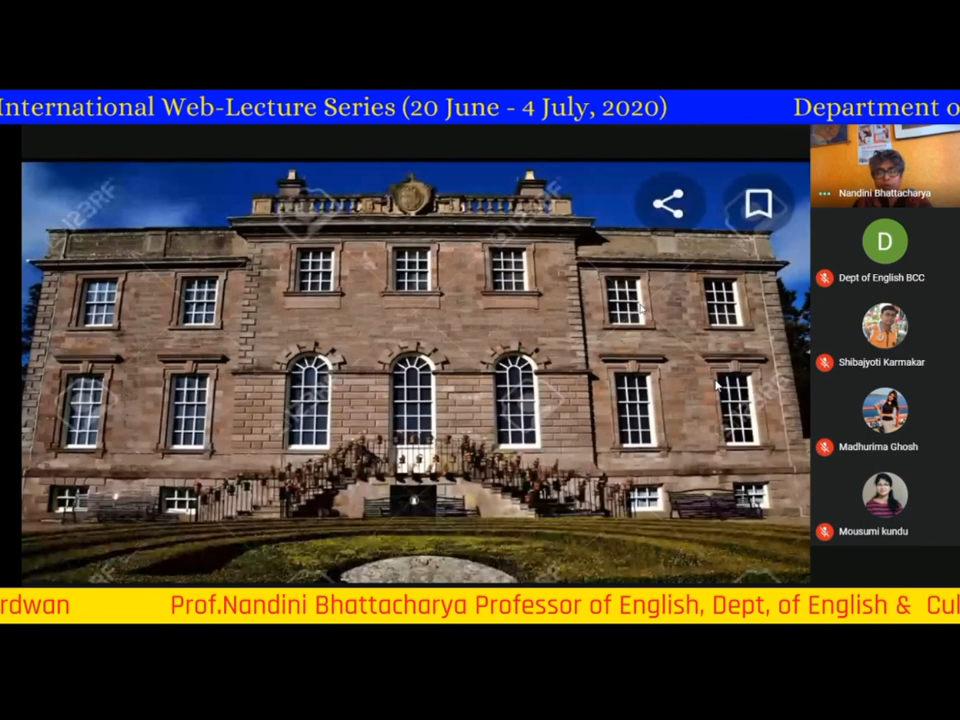 International Web-Lecture Series (20 June - 4 July, 2020) Department o
123RF
Nandini Bhattacharya
D
Dept of English BCC
Shibajyoti Karmakar
Madhurima Ghosh
Mousumi kundu
rdwan Prof.Nandini Bhattacharya Professor of English, Dept, of English & Cul